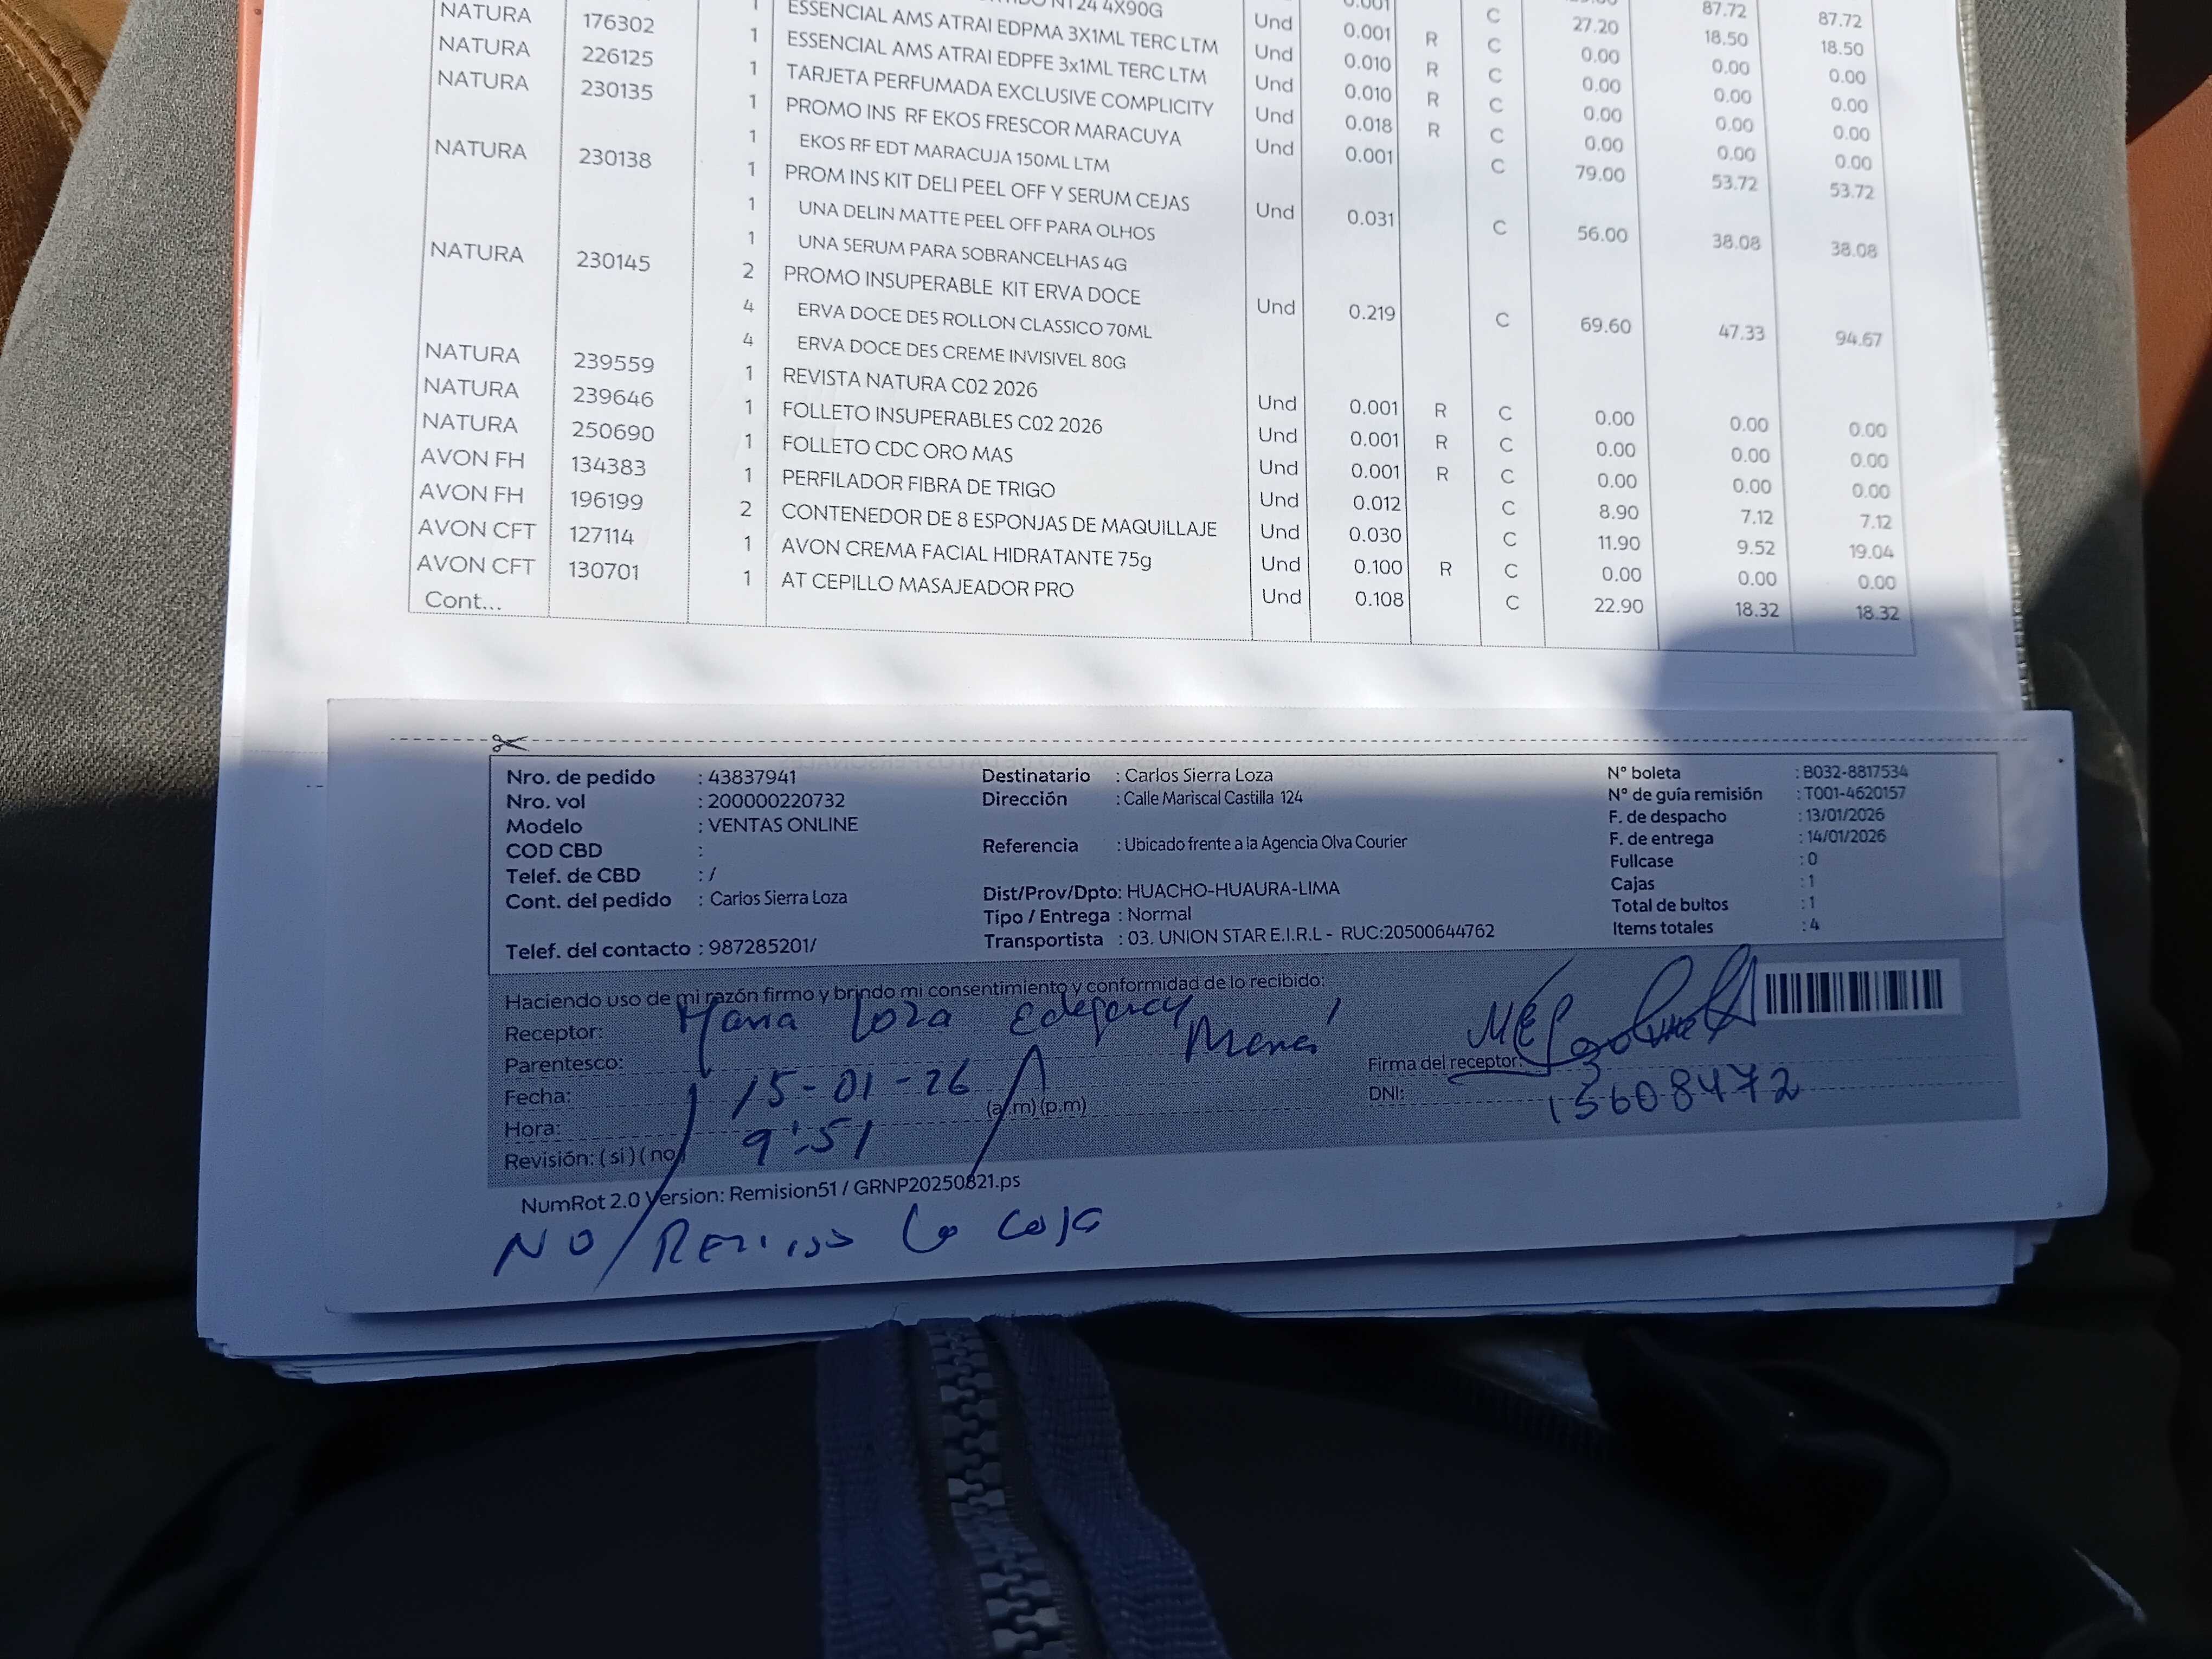 NT24 4X90G 0.001 C 87.72 87.72
NATURA 176302 1 ESSENCIAL AMS ATRAI EDPMA 3X1ML TERC LTM Und 0.001 R C 27.20 18.50 18.50
NATURA 226125 1 ESSENCIAL AMS ATRAI EDPFE 3x1ML TERC LTM Und 0.010 R C 0.00 0.00 0.00
NATURA 230135 1 TARJETA PERFUMADA EXCLUSIVE COMPLICITY Und 0.010 R C 0.00 0.00 0.00
1 PROMO INS RF EKOS FRESCOR MARACUYA Und 0.018 R C 0.00 0.00 0.00
1 EKOS RF EDT MARACUJA 150ML LTM Und 0.001 C 0.00 0.00 0.00
NATURA 230138 1 PROM INS KIT DELI PEEL OFF Y SERUM CEJAS 79.00 53.72 53.72
1 UNA DELIN MATTE PEEL OFF PARA OLHOS Und 0.031 C 56.00 38.08 38.08
1 UNA SERUM PARA SOBRANCELHAS 4G
NATURA 230145 2 PROMO INSUPERABLE KIT ERVA DOCE Und 0.219 C 69.60 47.33 94.67
4 ERVA DOCE DES ROLLON CLASSICO 70ML
4 ERVA DOCE DES CREME INVISIVEL 80G
NATURA 239559 1 REVISTA NATURA C02 2026 Und 0.001 R C 0.00 0.00 0.00
NATURA 239646 1 FOLLETO INSUPERABLES C02 2026 Und 0.001 R C 0.00 0.00 0.00
NATURA 250690 1 FOLLETO CDC ORO MAS Und 0.001 R C 0.00 0.00 0.00
AVON FH 134383 1 PERFILADOR FIBRA DE TRIGO Und 0.012 C 8.90 7.12 7.12
AVON FH 196199 2 CONTENEDOR DE 8 ESPONJAS DE MAQUILLAJE Und 0.030 C 11.90 9.52 19.04
AVON CFT 127114 1 AVON CREMA FACIAL HIDRATANTE 75g Und 0.100 R C 0.00 0.00 0.00
AVON CFT 130701 1 AT CEPILLO MASAJEADOR PRO Und 0.108 C 22.90 18.32 18.32
Cont...
Nro. de pedido : 43837941 Destinatario : Carlos Sierra Loza N° boleta : B032-8817534
Nro. vol : 200000220732 Dirección : Calle Mariscal Castilla 124 N° de guía remisión : T001-4620157
Modelo : VENTAS ONLINE F. de despacho : 13/01/2026
COD CBD : Referencia : Ubicado frente a la Agencia Olva Courier F. de entrega : 14/01/2026
Telef. de CBD : / Fullcase : 0
Cont. del pedido : Carlos Sierra Loza Dist/Prov/Dpto: HUACHO-HUAURA-LIMA Cajas : 1
Tipo / Entrega : Normal Total de bultos : 1
Telef. del contacto : 987285201/ Transportista : 03. UNION STAR E.I.R.L - RUC:20500644762 Items totales : 4
Haciendo uso de mi razón firmo y brindo mi consentimiento y conformidad de lo recibido:
Receptor: Maria Loza
Parentesco: Firma del receptor:
Fecha: 15-01-26 DNI: 15608472
Hora: 9:51 (a.m) (p.m)
Revisión: (si) (no)
NumRot 2.0 Version: Remision51 / GRNP20250821.ps
NO Reviso la caja